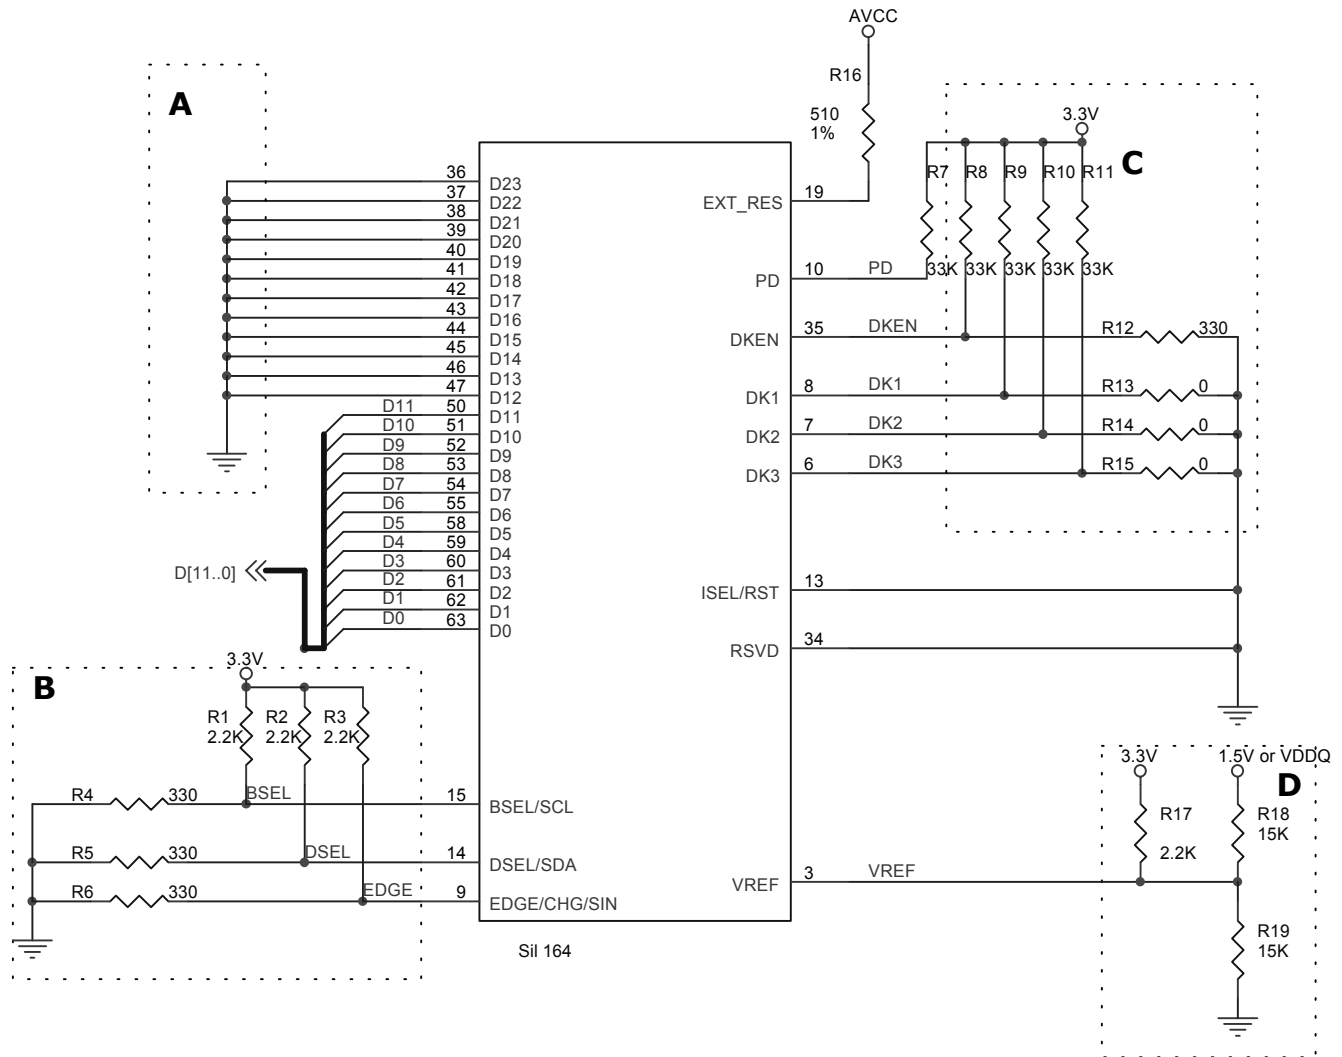 AVCC
R16
510
1%
A
3.3V
C
R7
R8
R9
R10
R11
36
D23
37
D22
38
D21
39
D20
40
D19
41
D18
42
D17
43
D16
44
D15
45
D14
46
D13
47
D12
D11
50
D11
D10
51
D10
D9
52
D9
D8
53
D8
D7
54
D7
D6
55
D6
D5
58
D5
D4
59
D4
D3
60
D3
D2
61
D2
D1
62
D1
D0
63
D0
D[11..0]
EXT_RES
19
PD
10
PD
33K
33K
33K
33K
33K
DKEN
35
DKEN
R12
330
DK1
8
DK1
R13
0
DK2
7
DK2
R14
0
DK3
6
DK3
R15
0
ISEL/RST
13
RSVD
34
B
3.3V
R1
2.2K
R2
2.2K
R3
2.2K
R4
330
BSEL
15
BSEL/SCL
R5
330
DSEL
14
DSEL/SDA
R6
330
EDGE
9
EDGE/CHG/SIN
SiI 164
3.3V
1.5V or VDDQ
D
R17
2.2K
R18
15K
VREF
3
VREF
R19
15K